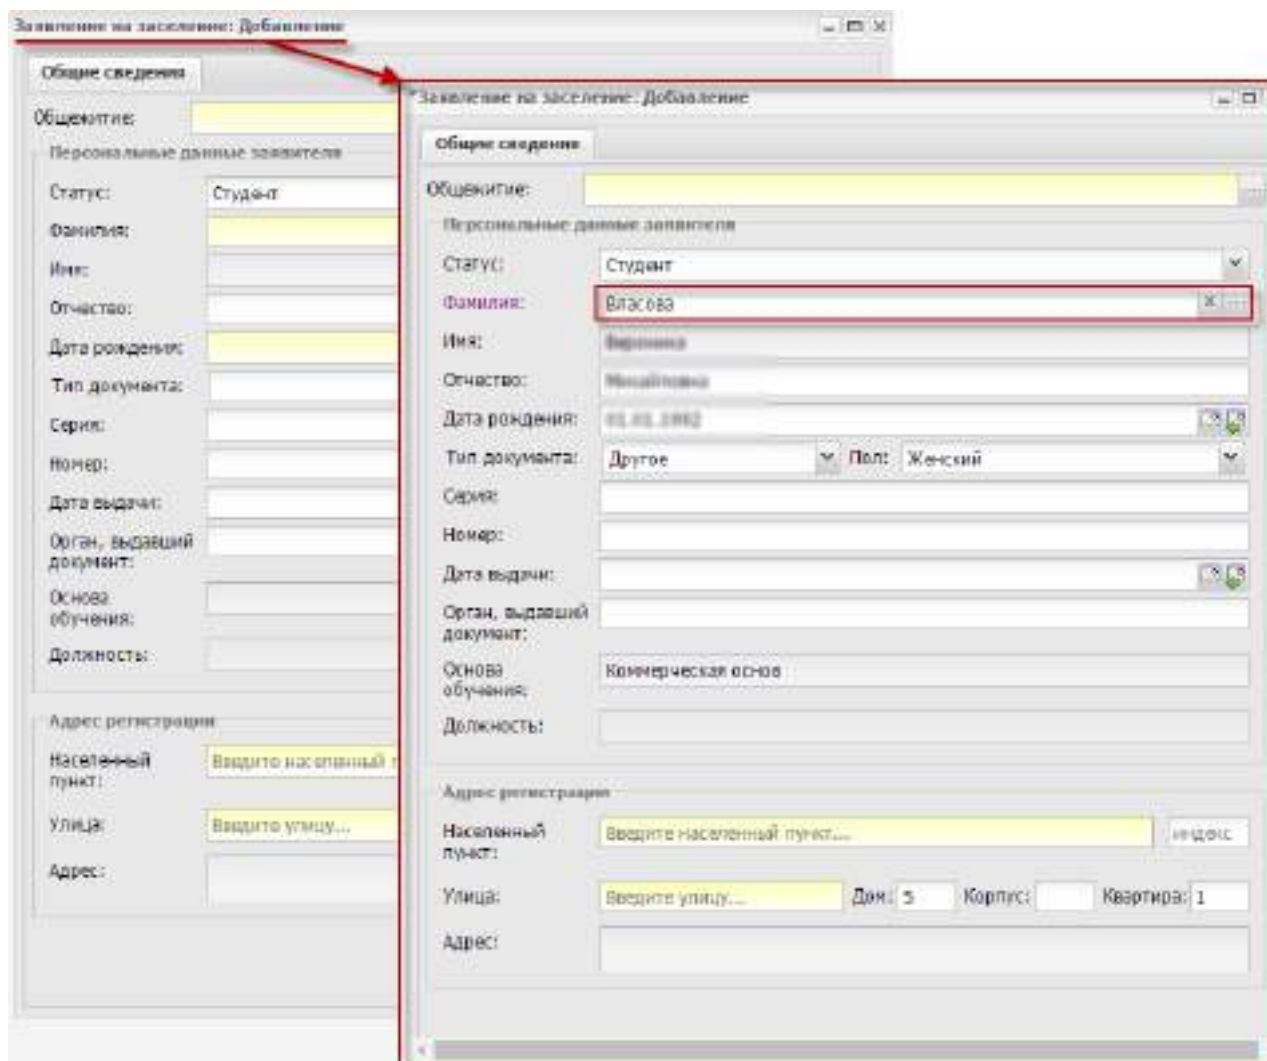 Заявление на заселение: Добавление
Общие сведения
Общежитие:
Персональные данные заявителя
Статус: Студент
Фамилия:
Имя:
Отчество:
Дата рождения:
Тип документа:
Серия:
Номер:
Дата выдачи:
Орган, выдавший
документ:
Основа
обучения:
Должность:
Адрес регистрации
Населенный
пункт:
Введите населенный
Улица: Введите улицу...
Адрес:
Заявление на заселение: Добавление
Общие сведения
Общежитие:
Персональные данные заявителя
Статус: Студент
Фамилия: Власова
Имя:
Отчество:
Дата рождения:
Тип документа: Другое Пол: Женский
Серия:
Номер:
Дата выдачи:
Орган, выдавший
документ:
Основа
обучения:
Коммерческая основ
Должность:
Адрес регистрации
Населенный
пункт:
Введите населенный пункт... индекс
Улица: Введите улицу... Дом: 5 Корпус: Квартира: 1
Адрес: